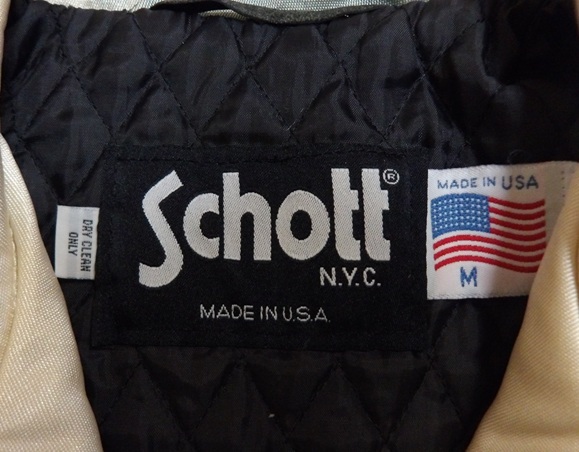 DRY CLEAN
ONLY
Schott®
N.Y.C.
MADE IN U.S.A.
MADE IN USA
M